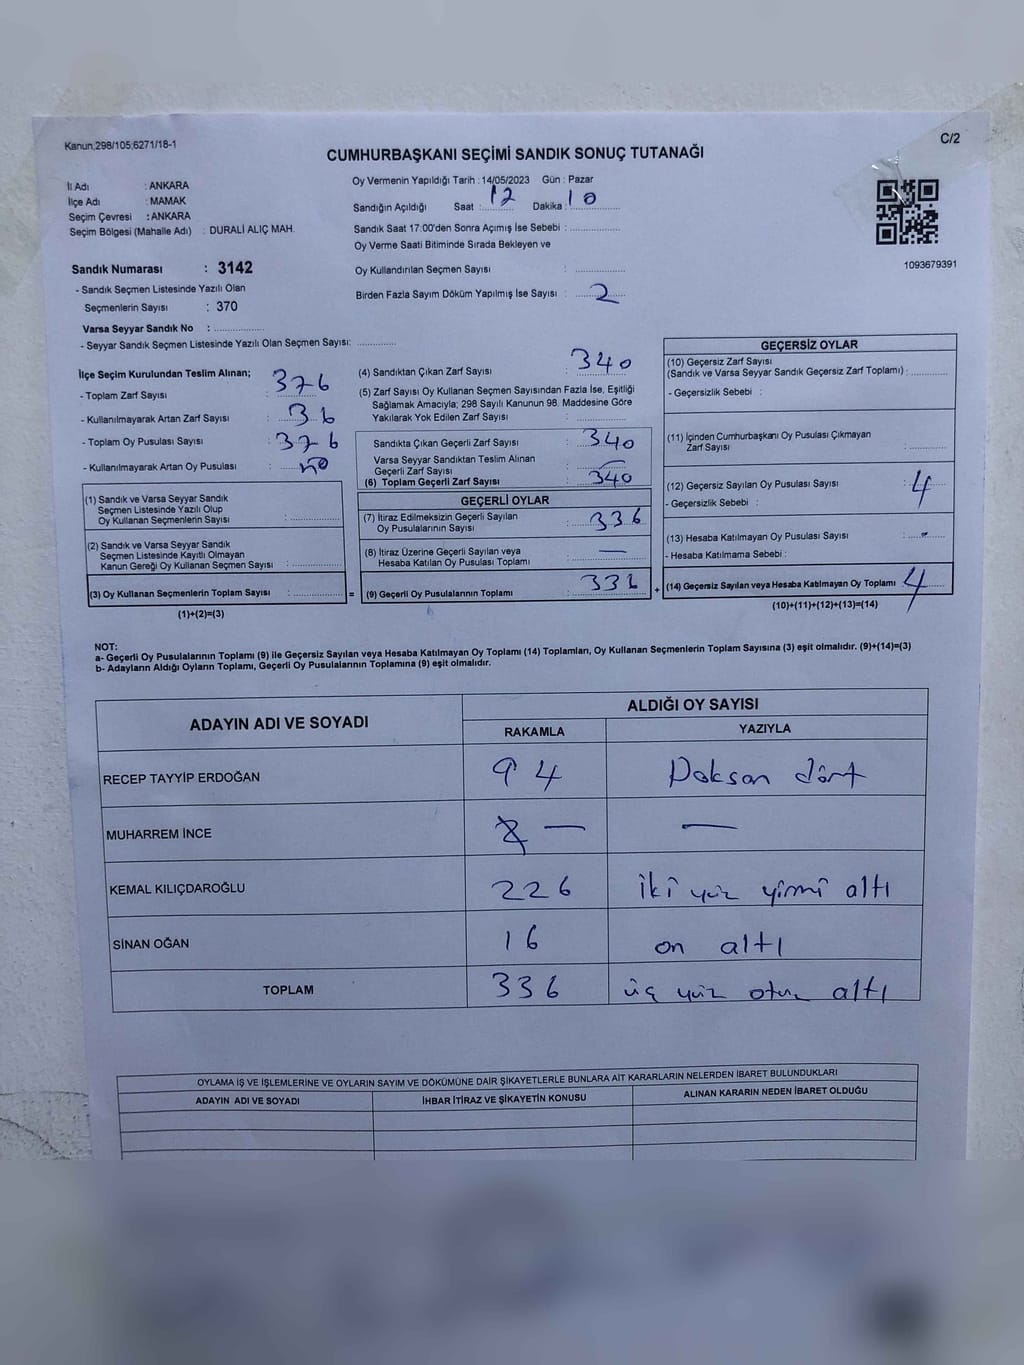 Kanun,298/105;6271/18-1
C/2
CUMHURBAŞKANI SEÇİMİ SANDIK SONUÇ TUTANAĞI
İl Adı : ANKARA
İlçe Adı : MAMAK
Seçim Çevresi : ANKARA
Seçim Bölgesi (Mahalle Adı) : DURALİ ALIÇ MAH.
Sandık Numarası : 3142
- Sandık Seçmen Listesinde Yazılı Olan
Seçmenlerin Sayısı : 370
Varsa Seyyar Sandık No :
- Seyyar Sandık Seçmen Listesinde Yazılı Olan Seçmen Sayısı:
Oy Vermenin Yapıldığı Tarih : 14/05/2023 Gün : Pazar
Sandığın Açıldığı Saat : 12 Dakika : 10
Sandık Saat 17:00'den Sonra Açımış İse Sebebi :
Oy Verme Saati Bitiminde Sırada Bekleyen ve
Oy Kullandırılan Seçmen Sayısı :
Birden Fazla Sayım Döküm Yapılmış İse Sayısı : 2
1093679391
İlçe Seçim Kurulundan Teslim Alınan;
- Toplam Zarf Sayısı : 376
- Kullanılmayarak Artan Zarf Sayısı : 36
- Toplam Oy Pusulası Sayısı : 376
- Kullanılmayarak Artan Oy Pusulası :
(1) Sandık ve Varsa Seyyar Sandık
Seçmen Listesinde Yazılı Olup
Oy Kullanan Seçmenlerin Sayısı :
(2) Sandık ve Varsa Seyyar Sandık
Seçmen Listesinde Kayıtlı Olmayan
Kanun Gereği Oy Kullanan Seçmen Sayısı :
(3) Oy Kullanan Seçmenlerin Toplam Sayısı : =
(1)+(2)=(3)
(4) Sandıktan Çıkan Zarf Sayısı : 340
(5) Zarf Sayısı Oy Kullanan Seçmen Sayısından Fazla İse, Eşitliği
Sağlamak Amacıyla; 298 Sayılı Kanunun 98. Maddesine Göre
Yakılarak Yok Edilen Zarf Sayısı :
Sandıkta Çıkan Geçerli Zarf Sayısı : 340
Varsa Seyyar Sandıktan Teslim Alınan
Geçerli Zarf Sayısı : —
(6) Toplam Geçerli Zarf Sayısı : 340
GEÇERLİ OYLAR
(7) İtiraz Edilmeksizin Geçerli Sayılan
Oy Pusulalarının Sayısı : 336
(8) İtiraz Üzerine Geçerli Sayılan veya
Hesaba Katılan Oy Pusulası Toplamı : —
(9) Geçerli Oy Pusulalarının Toplamı : 336 +
GEÇERSİZ OYLAR
(10) Geçersiz Zarf Sayısı
(Sandık ve Varsa Seyyar Sandık Geçersiz Zarf Toplamı) :
- Geçersizlik Sebebi :
(11) İçinden Cumhurbaşkanı Oy Pusulası Çıkmayan
Zarf Sayısı :
(12) Geçersiz Sayılan Oy Pusulası Sayısı : 4
- Geçersizlik Sebebi :
(13) Hesaba Katılmayan Oy Pusulası Sayısı : -
- Hesaba Katılmama Sebebi :
(14) Geçersiz Sayılan veya Hesaba Katılmayan Oy Toplamı : 4
(10)+(11)+(12)+(13)=(14)
NOT:
a- Geçerli Oy Pusulalarının Toplamı (9) ile Geçersiz Sayılan veya Hesaba Katılmayan Oy Toplamı (14) Toplamları, Oy Kullanan Seçmenlerin Toplam Sayısına (3) eşit olmalıdır. (9)+(14)=(3)
b- Adayların Aldığı Oyların Toplamı, Geçerli Oy Pusulalarının Toplamına (9) eşit olmalıdır.
ADAYIN ADI VE SOYADI ALDIĞI OY SAYISI
RAKAMLA YAZIYLA
RECEP TAYYİP ERDOĞAN 94 Doksan dört
MUHARREM İNCE — —
KEMAL KILIÇDAROĞLU 226 iki yüz yirmi altı
SİNAN OĞAN 16 on altı
TOPLAM 336 üç yüz otuz altı
OYLAMA İŞ VE İŞLEMLERİNE VE OYLARIN SAYIM VE DÖKÜMÜNE DAİR ŞİKAYETLERLE BUNLARA AİT KARARLARIN NELERDEN İBARET BULUNDUKLARI
ADAYIN ADI VE SOYADI İHBAR İTİRAZ VE ŞİKAYETİN KONUSU ALINAN KARARIN NEDEN İBARET OLDUĞU